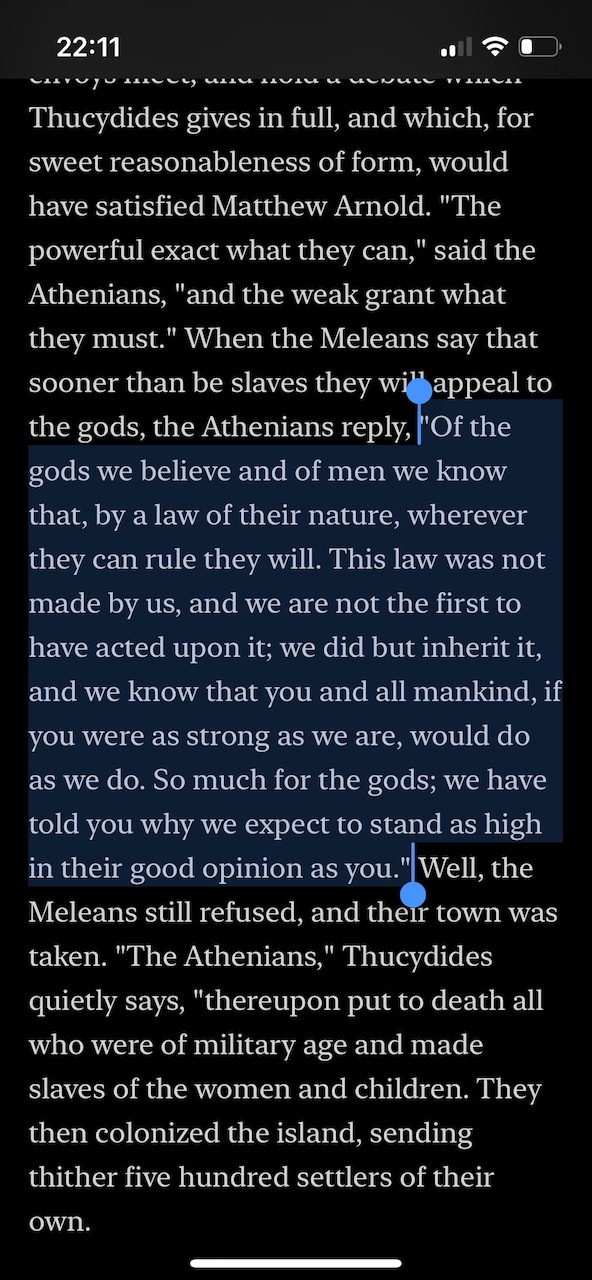 22:11
envoys meet, and hold a debate which
Thucydides gives in full, and which, for
sweet reasonableness of form, would
have satisfied Matthew Arnold. "The
powerful exact what they can," said the
Athenians, "and the weak grant what
they must." When the Meleans say that
sooner than be slaves they will appeal to
the gods, the Athenians reply, "Of the
gods we believe and of men we know
that, by a law of their nature, wherever
they can rule they will. This law was not
made by us, and we are not the first to
have acted upon it; we did but inherit it,
and we know that you and all mankind, if
you were as strong as we are, would do
as we do. So much for the gods; we have
told you why we expect to stand as high
in their good opinion as you." Well, the
Meleans still refused, and their town was
taken. "The Athenians," Thucydides
quietly says, "thereupon put to death all
who were of military age and made
slaves of the women and children. They
then colonized the island, sending
thither five hundred settlers of their
own.